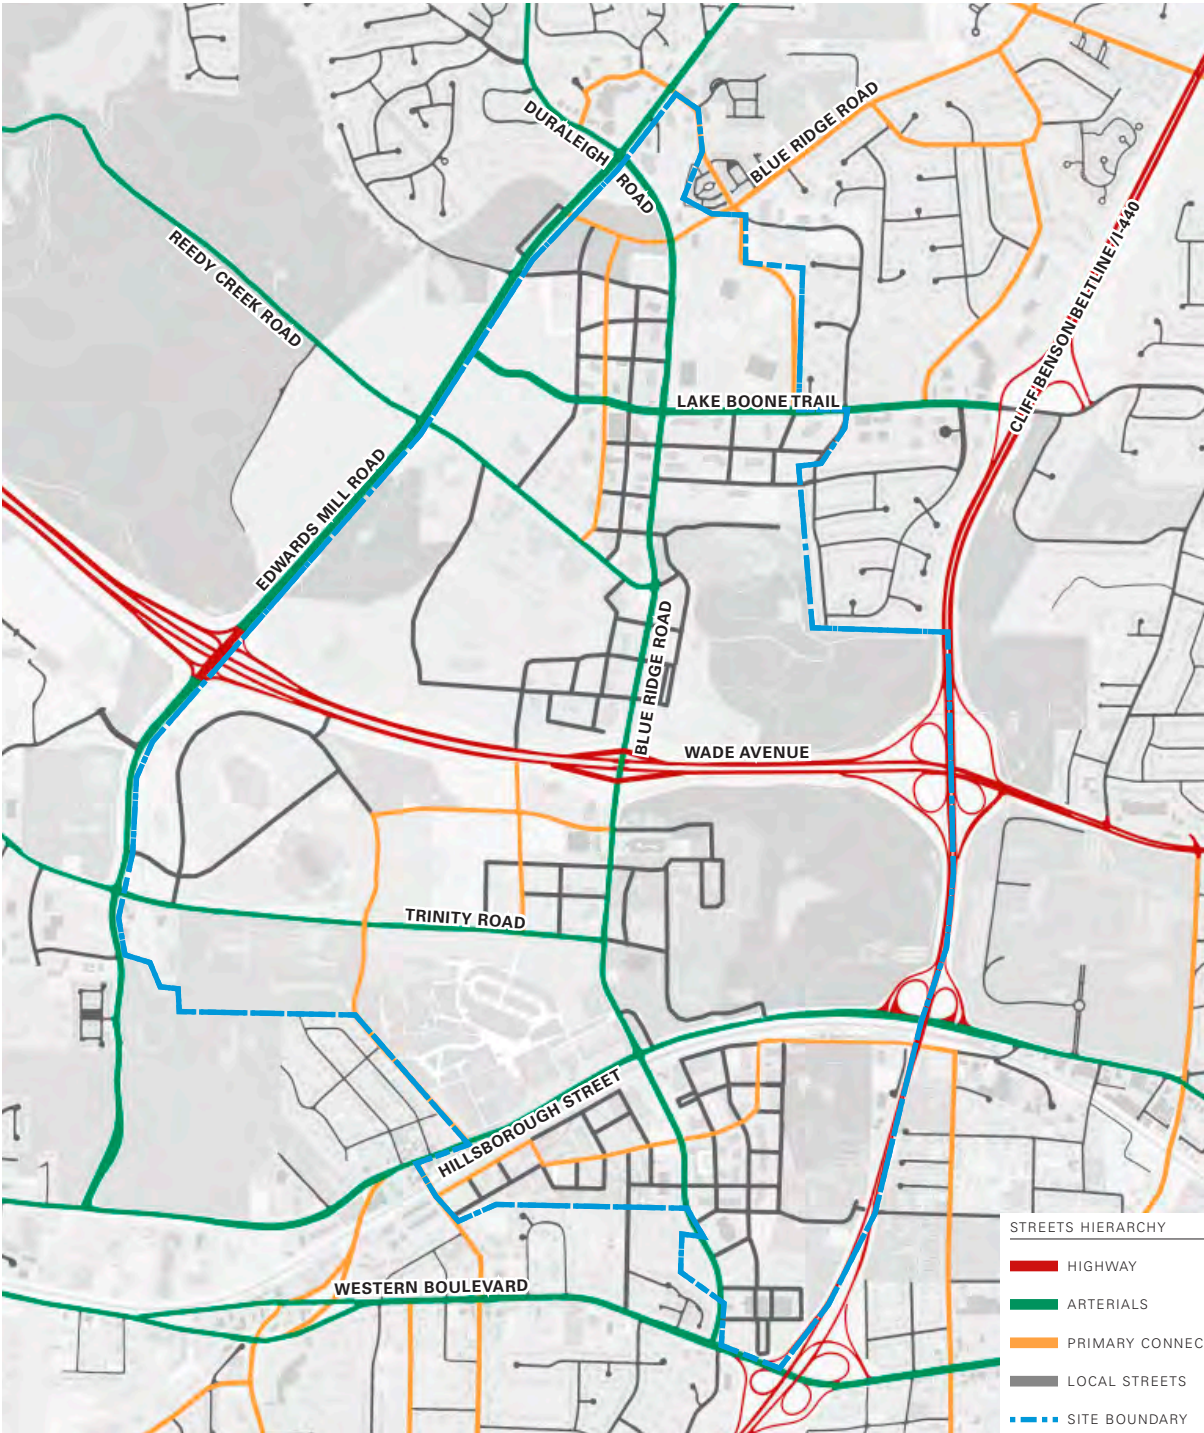 DURALEIGH
ROAD
BLUE RIDGE ROAD
REEDY CREEK ROAD
CLIFF BENSON BELTLINE/I-440
LAKE BOONE TRAIL
EDWARDS MILL ROAD
BLUE RIDGE ROAD
WADE AVENUE
TRINITY ROAD
HILLSBOROUGH STREET
WESTERN BOULEVARD
STREETS HIERARCHY
HIGHWAY
ARTERIALS
PRIMARY CONNEC
LOCAL STREETS
SITE BOUNDARY